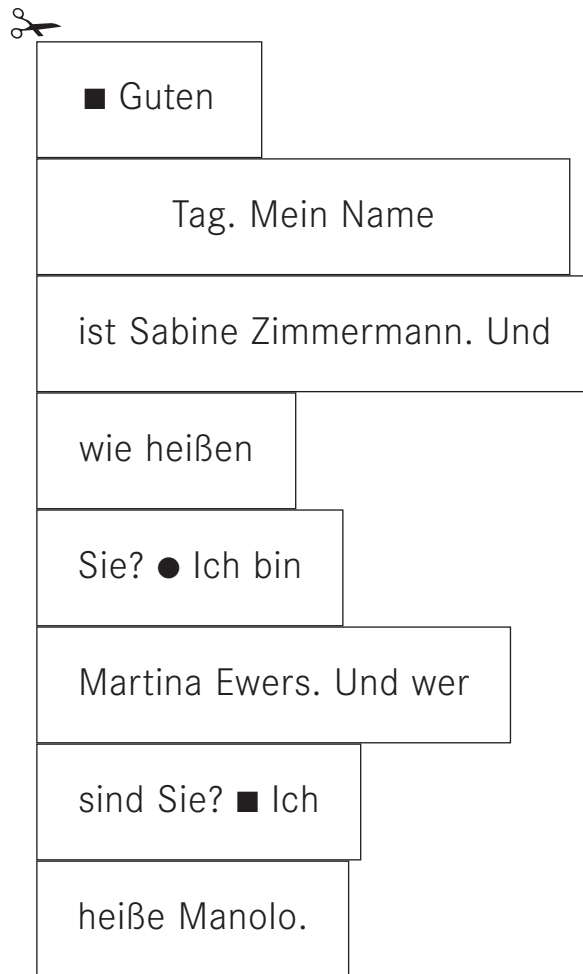 ■ Guten
Tag. Mein Name
ist Sabine Zimmermann. Und
wie heißen
Sie? ● Ich bin
Martina Ewers. Und wer
sind Sie? ■ Ich
heiße Manolo.